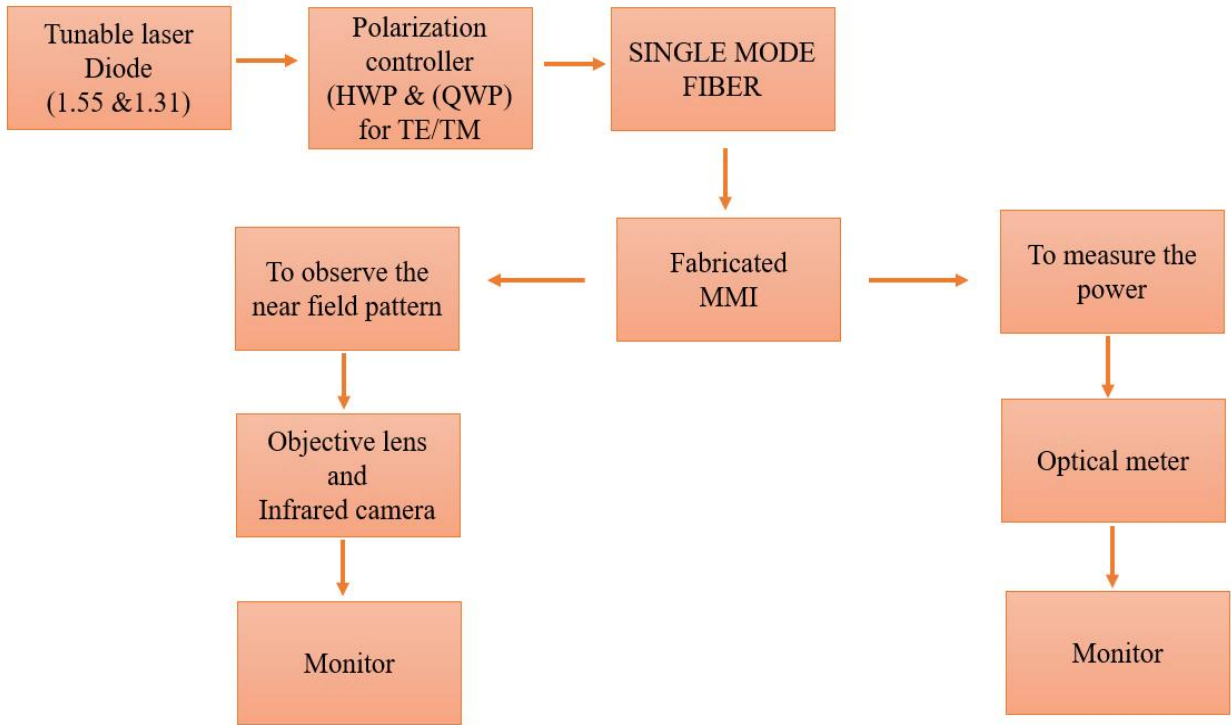 Tunable laser
Diode
(1.55 &1.31)
Polarization
controller
(HWP & (QWP)
for TE/TM
SINGLE MODE
FIBER
To observe the
near field pattern
Fabricated
MMI
To measure the
power
Objective lens
and
Infrared camera
Optical meter
Monitor
Monitor